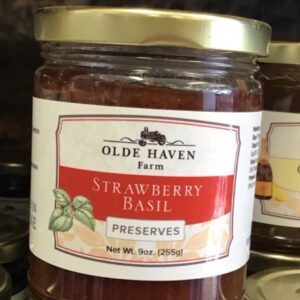 OLDE HAVEN
Farm
STRAWBERRY
BASIL
PRESERVES
Net Wt. 9oz. (255g)